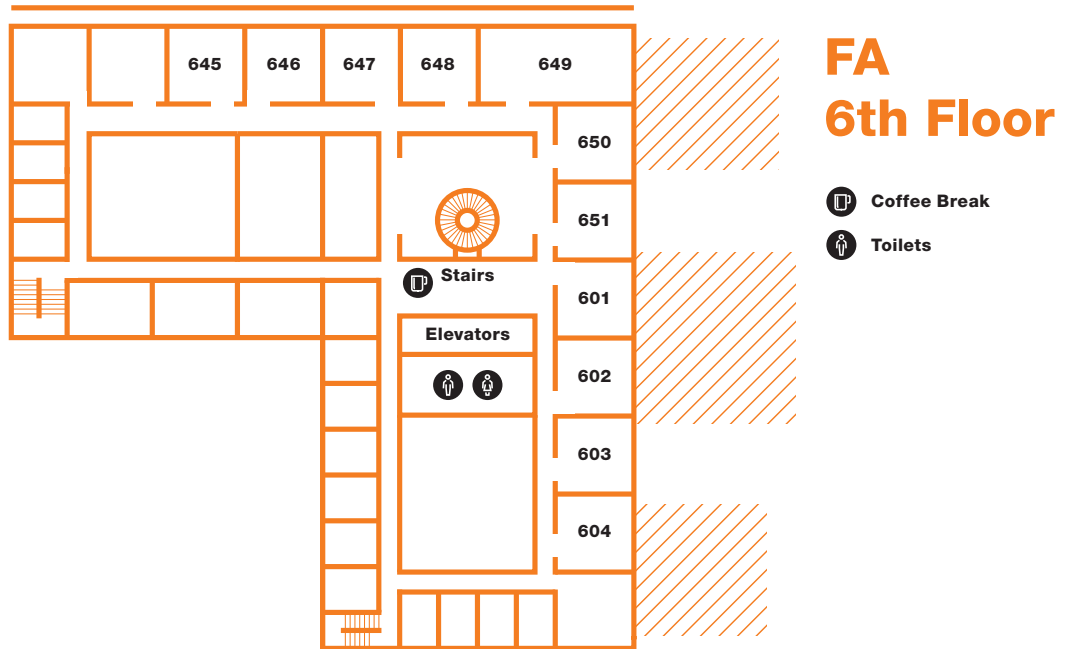 FA
6th Floor
Coffee Break
Toilets
645
646
647
648
649
650
651
Stairs
601
Elevators
602
603
604